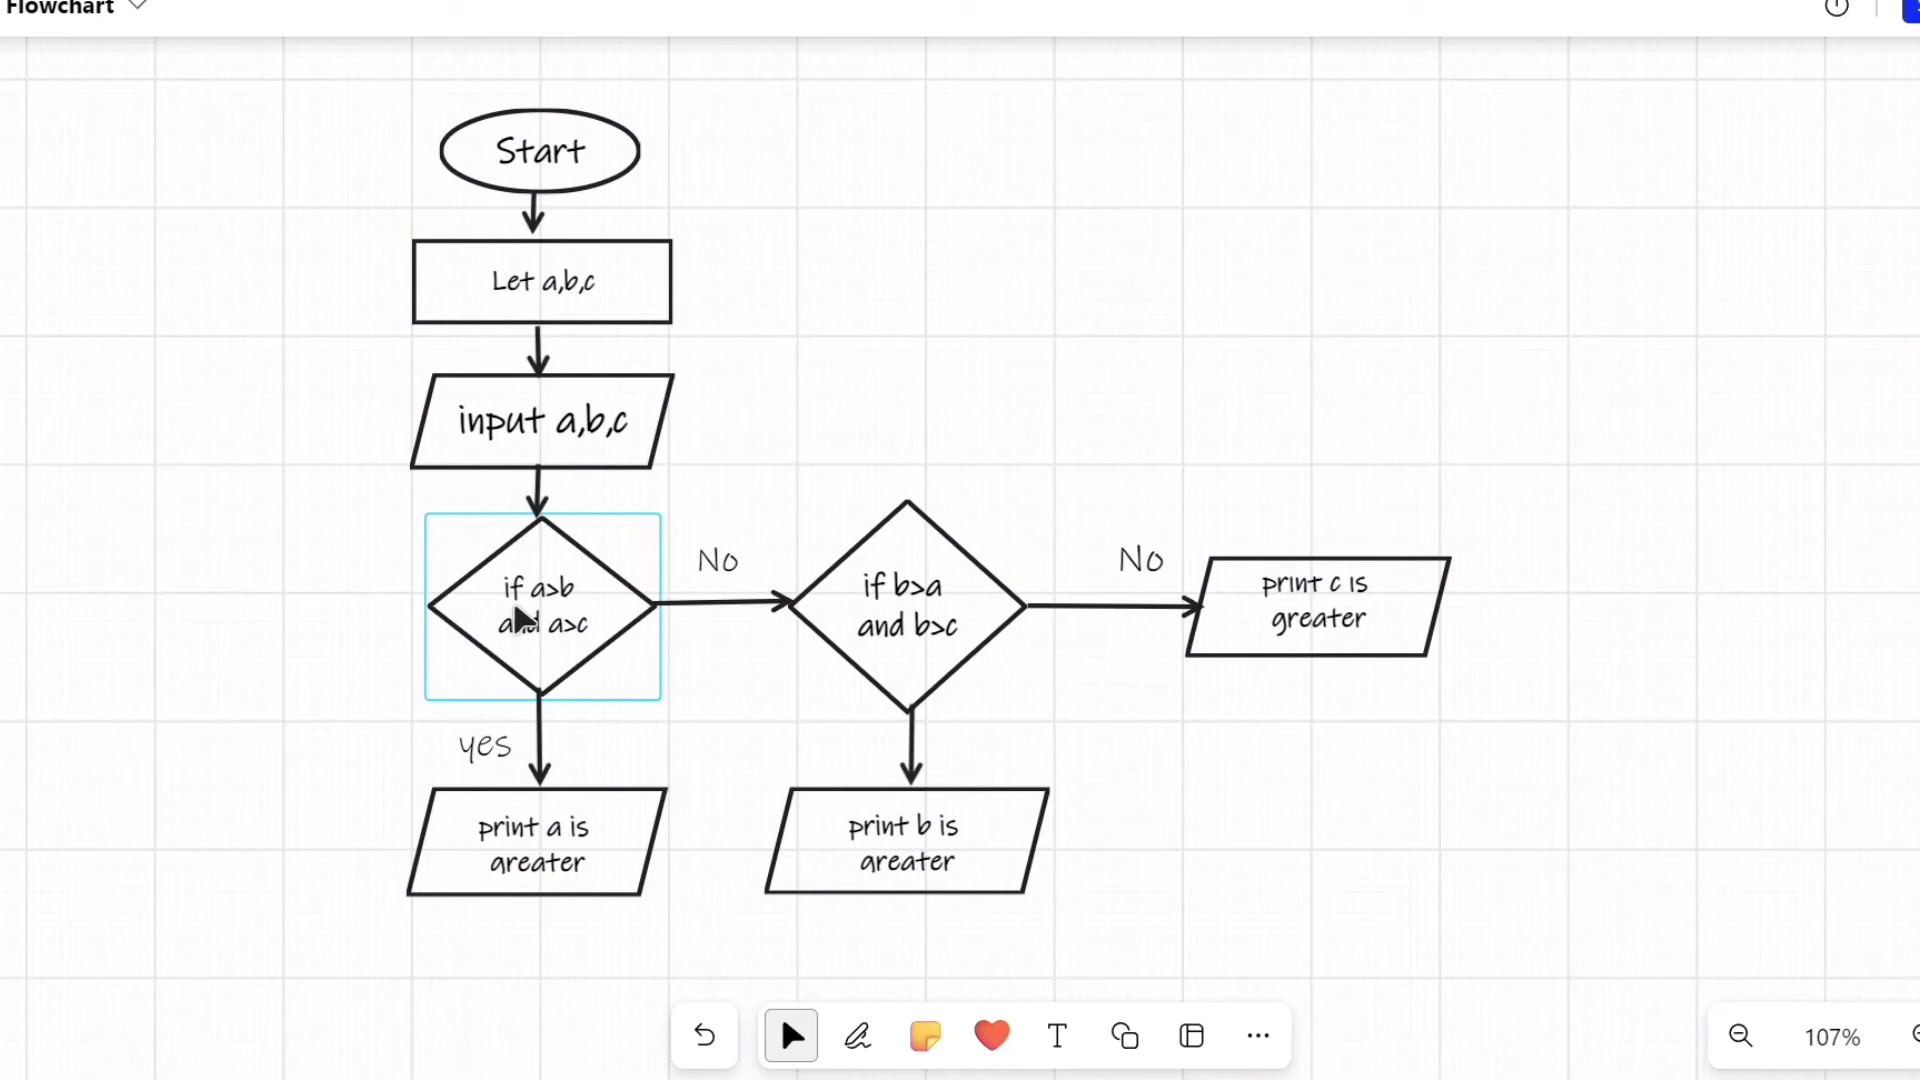 Flowchart
Start
Let a,b,c
input a,b,c
if a>b
and a>c
No
if b>a
and b>c
No
print c is
greater
yes
print a is
greater
print b is
greater
T
107%